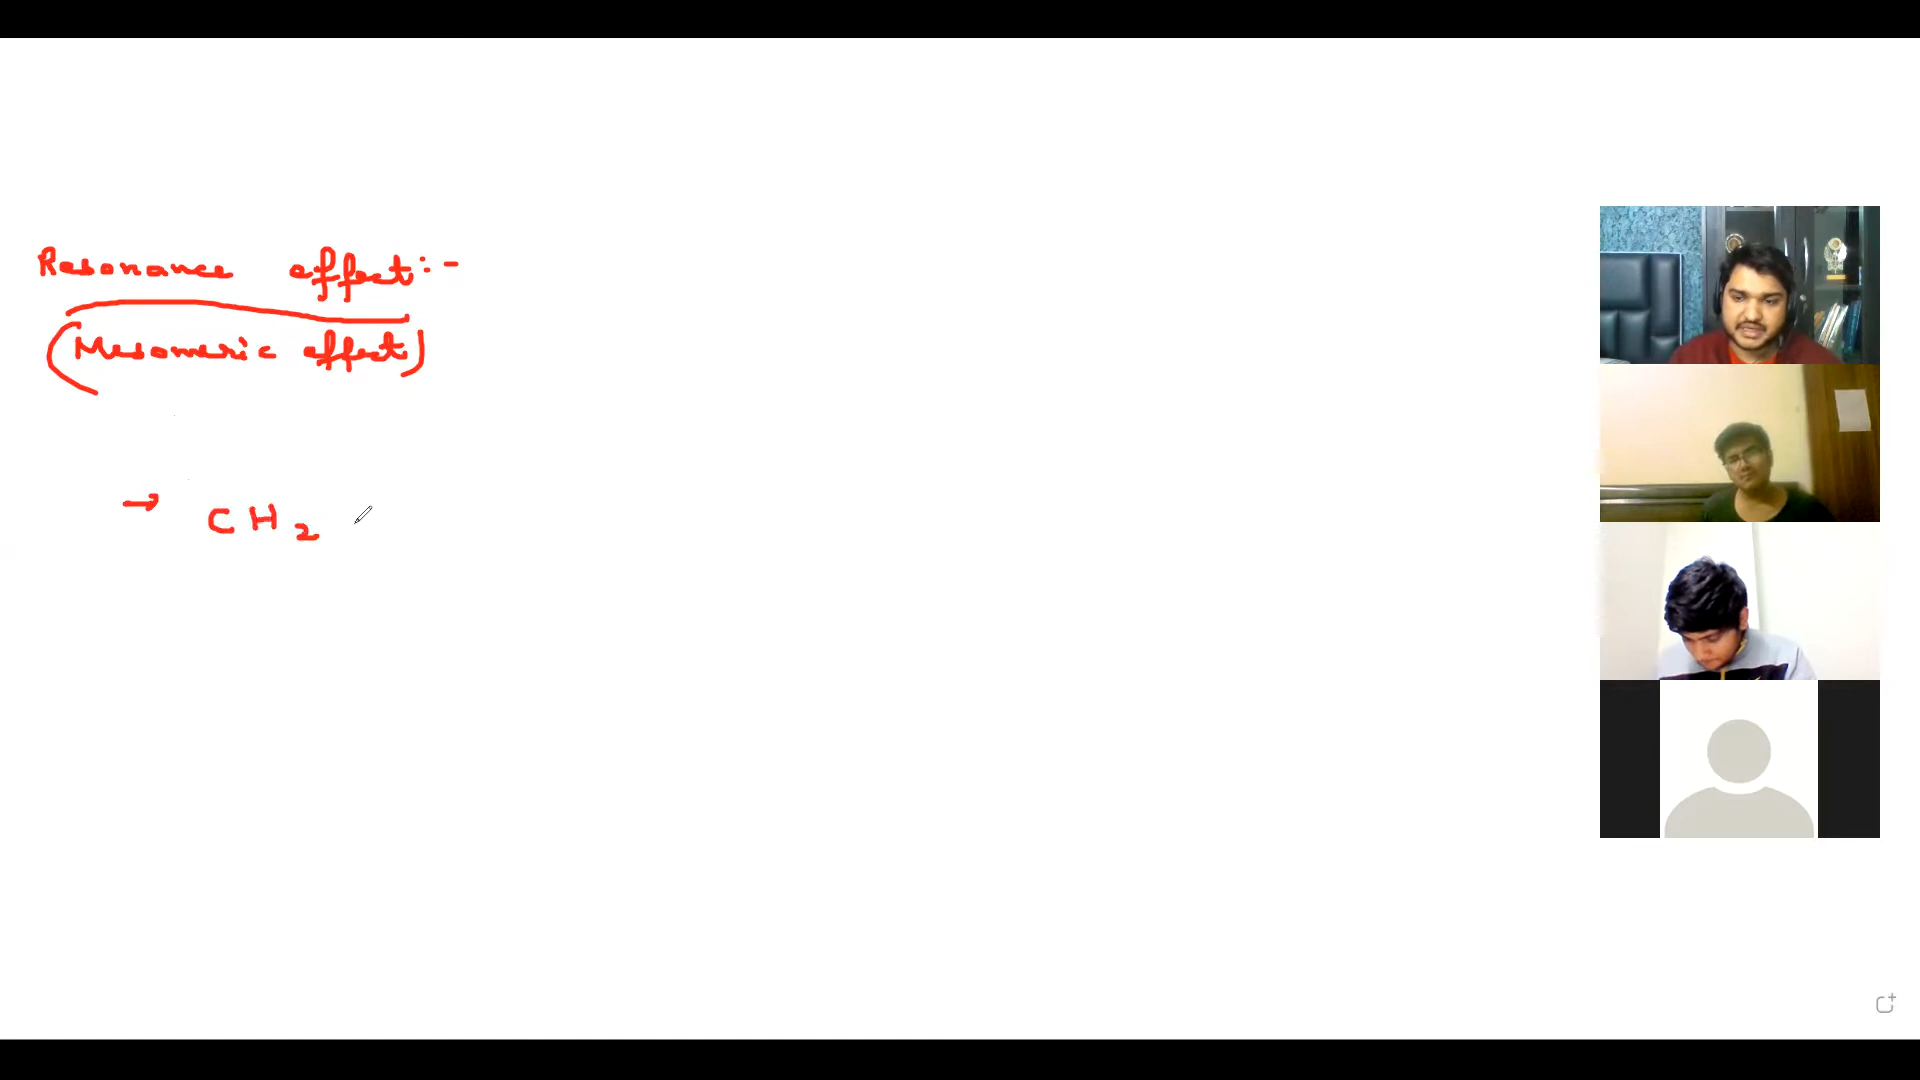 Resonance effect:-
(Mesomeric effect)
→ CH2